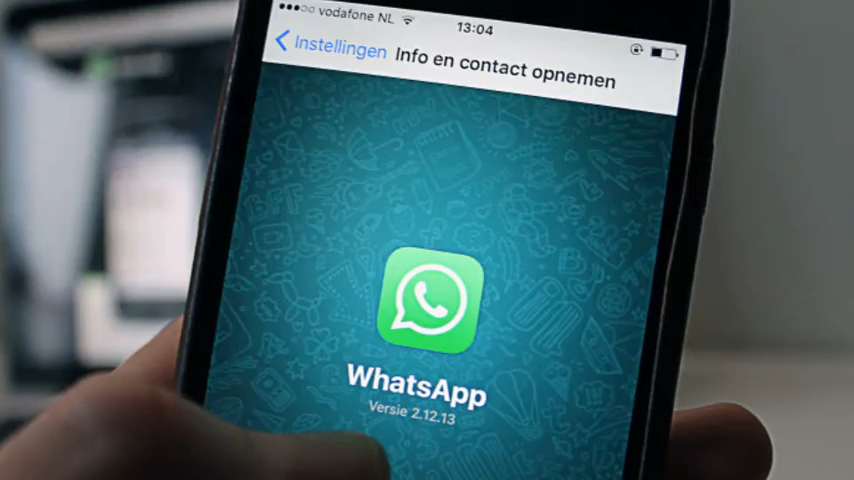 vodafone NL
13:04
Instellingen Info en contact opnemen
WhatsApp
Versie 2.12.13